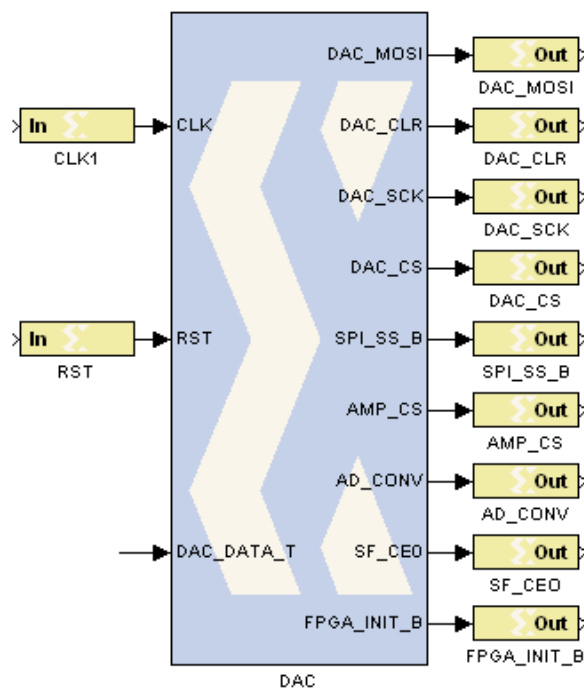 DAC_MOSI
Out
DAC_MOSI
In
CLK1
CLK
DAC_CLR
Out
DAC_CLR
DAC_SCK
Out
DAC_SCK
DAC_CS
Out
DAC_CS
In
RST
RST
SPI_SS_B
Out
SPI_SS_B
AMP_CS
Out
AMP_CS
AD_CONV
Out
AD_CONV
DAC_DATA_T
SF_CE0
Out
SF_CE0
FPGA_INIT_B
Out
FPGA_INIT_B
DAC